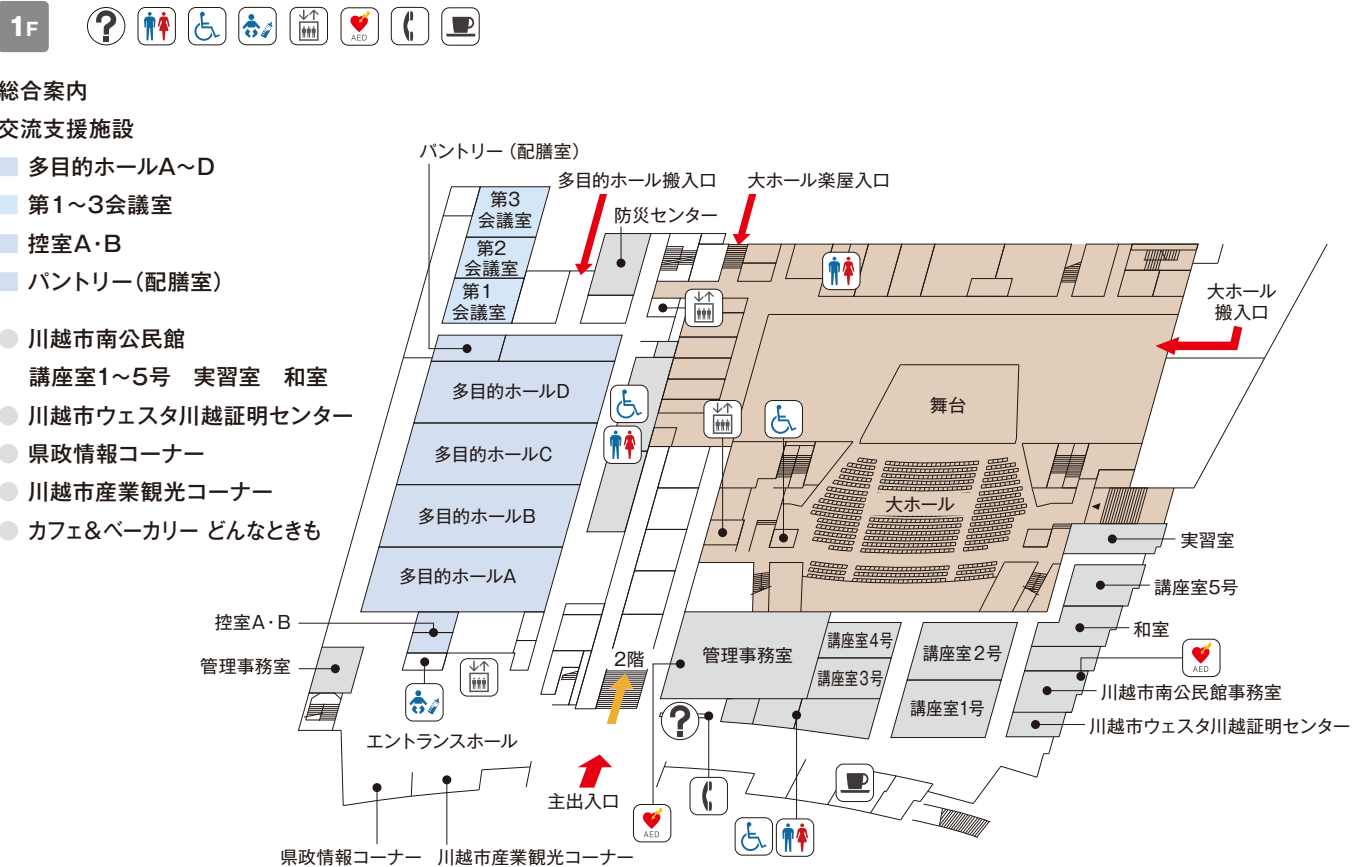 1F
?
AED
総合案内
交流支援施設
多目的ホールA〜D
第1〜3会議室
控室A・B
パントリー(配膳室)
川越市南公民館
講座室1〜5号 実習室 和室
川越市ウェスタ川越証明センター
県政情報コーナー
川越市産業観光コーナー
カフェ&ベーカリー どんなときも
パントリー(配膳室)
多目的ホール搬入口
大ホール楽屋入口
防災センター
第3
会議室
第2
会議室
第1
会議室
大ホール
搬入口
多目的ホールD
多目的ホールC
多目的ホールB
多目的ホールA
舞台
大ホール
実習室
講座室5号
和室
AED
川越市南公民館事務室
川越市ウェスタ川越証明センター
控室A・B
管理事務室
2階
管理事務室
講座室4号
講座室3号
講座室2号
講座室1号
?
エントランスホール
主出入口
AED
県政情報コーナー
川越市産業観光コーナー